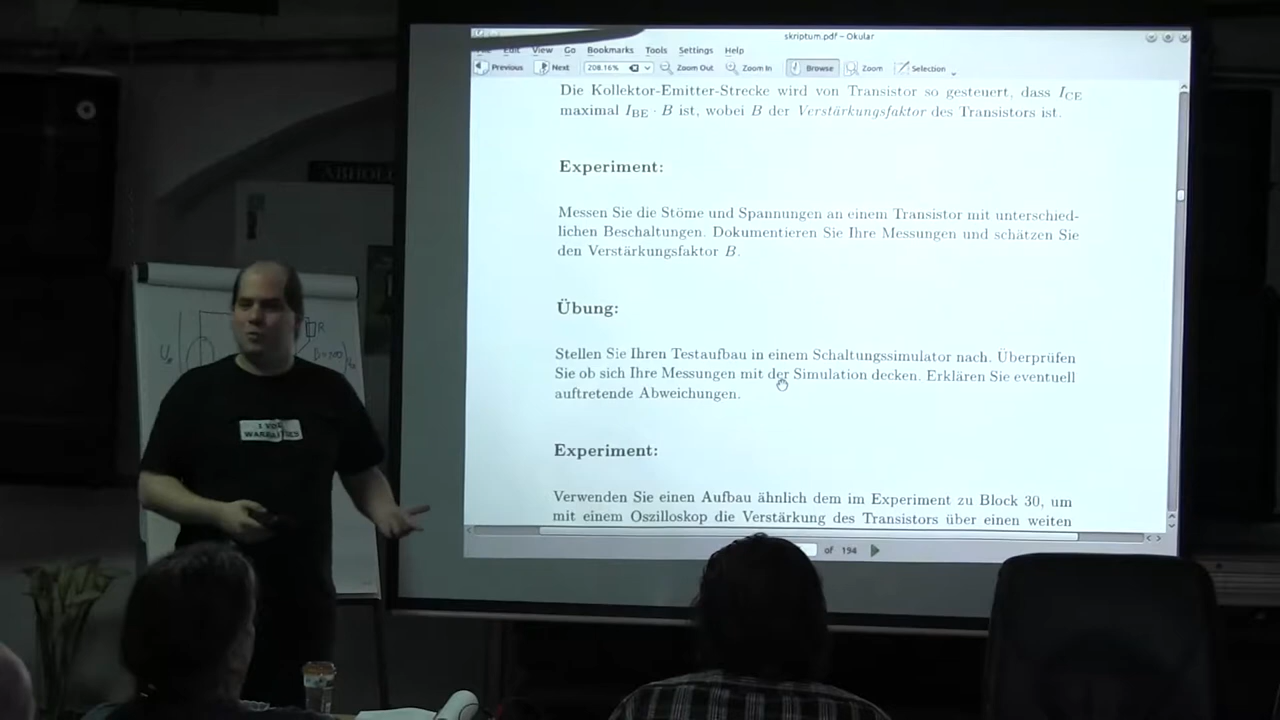 skriptum.pdf – Okular
Edit View Go Bookmarks Tools Settings Help
Previous Next 208.16% Zoom Out Zoom In Browse Zoom Selection
Die Kollektor-Emitter-Strecke wird von Transistor so gesteuert, dass I_CE
maximal I_BE · B ist, wobei B der Verstärkungsfaktor des Transistors ist.
Experiment:
Messen Sie die Stöme und Spannungen an einem Transistor mit unterschied-
lichen Beschaltungen. Dokumentieren Sie Ihre Messungen und schätzen Sie
den Verstärkungsfaktor B.
Übung:
Stellen Sie Ihren Testaufbau in einem Schaltungssimulator nach. Überprüfen
Sie ob sich Ihre Messungen mit der Simulation decken. Erklären Sie eventuell
auftretende Abweichungen.
Experiment:
Verwenden Sie einen Aufbau ähnlich dem im Experiment zu Block 30, um
mit einem Oszilloskop die Verstärkung des Transistors über einen weiten
of 194
ABHOL
R
I VOID
WARRANTIES